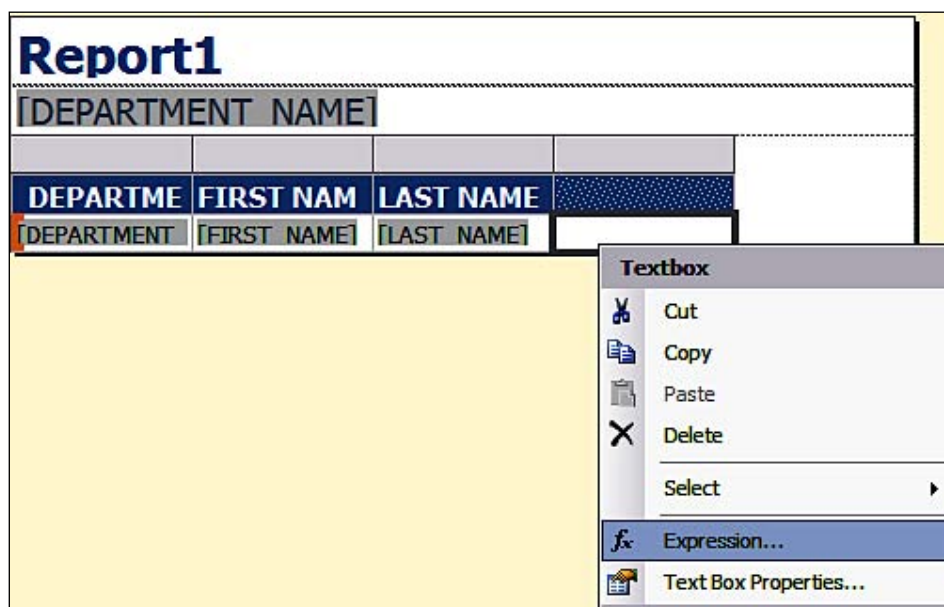 Report1
[DEPARTMENT_NAME]
DEPARTME FIRST NAM LAST NAME
[DEPARTMENT [FIRST_NAME] [LAST_NAME]
Textbox
Cut
Copy
Paste
Delete
Select
fx Expression...
Text Box Properties...